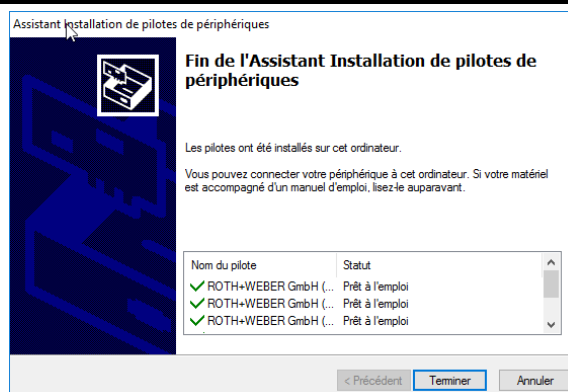 Assistant Installation de pilotes de périphériques
Fin de l'Assistant Installation de pilotes de
périphériques
Les pilotes ont été installés sur cet ordinateur.
Vous pouvez connecter votre périphérique à cet ordinateur. Si votre matériel
est accompagné d'un manuel d'emploi, lisez-le auparavant.
Nom du pilote Statut
ROTH+WEBER GmbH (... Prêt à l'emploi
ROTH+WEBER GmbH (... Prêt à l'emploi
ROTH+WEBER GmbH (... Prêt à l'emploi
< Précédent Terminer Annuler